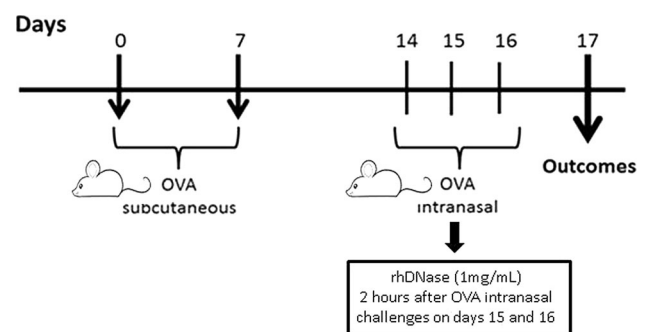 Days
0 7 14 15 16 17
OVA
subcutaneous
OVA
intranasal
Outcomes
rhDNase (1mg/mL)
2 hours after OVA intranasal
challenges on days 15 and 16